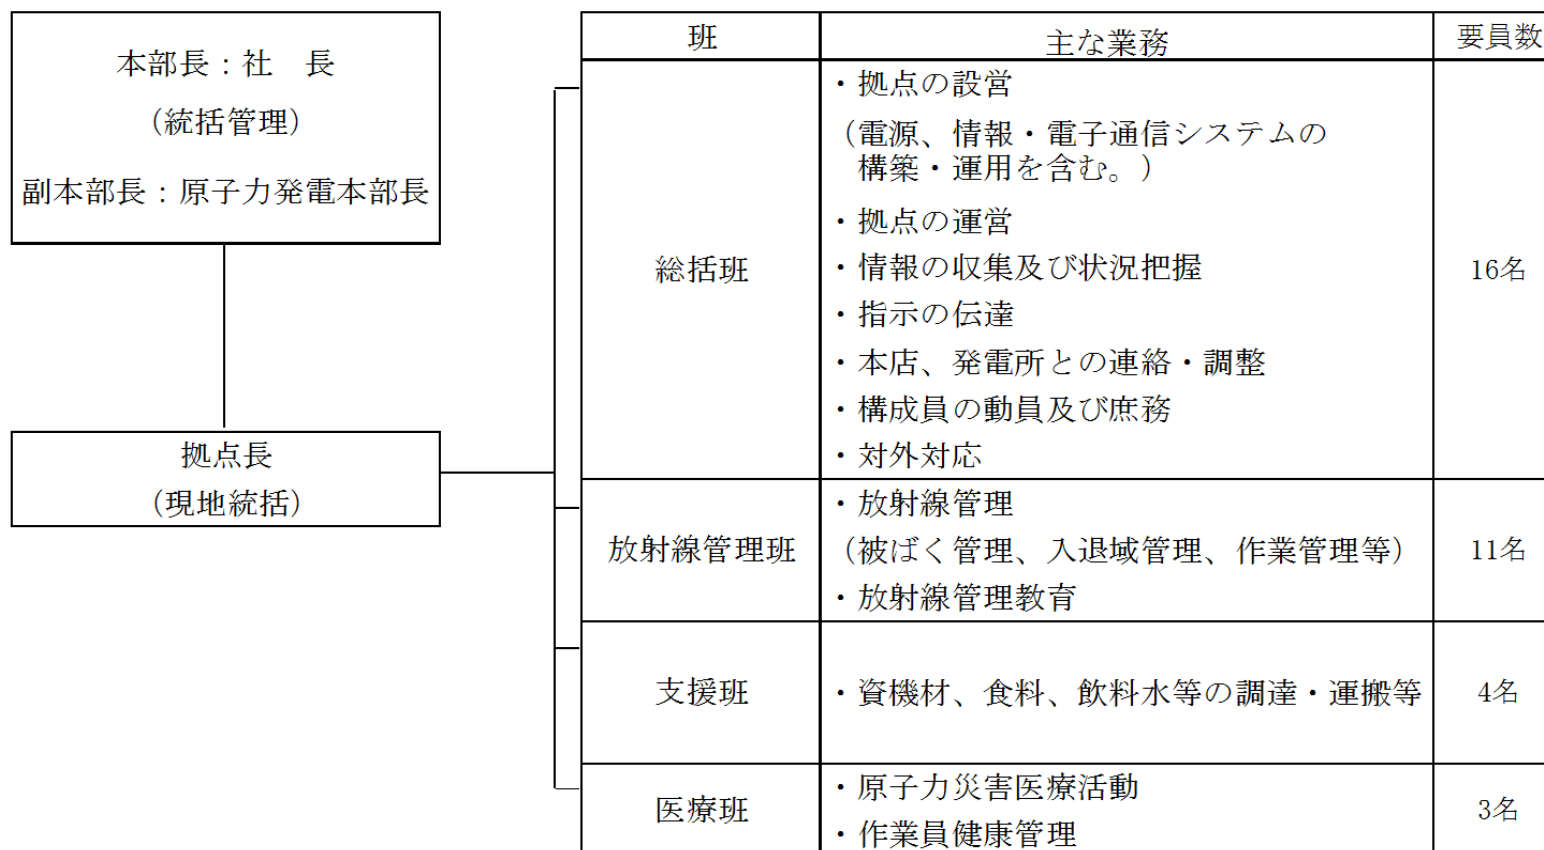 本部長：社　長
（統括管理）
副本部長：原子力発電本部長
拠点長
（現地統括）
班
主な業務
要員数
総括班
・拠点の設営
（電源、情報・電子通信システムの
構築・運用を含む。）
・拠点の運営
・情報の収集及び状況把握
・指示の伝達
・本店、発電所との連絡・調整
・構成員の動員及び庶務
・対外対応
16名
放射線管理班
・放射線管理
（被ばく管理、入退域管理、作業管理等）
・放射線管理教育
11名
支援班
・資機材、食料、飲料水等の調達・運搬等
4名
医療班
・原子力災害医療活動
・作業員健康管理
3名